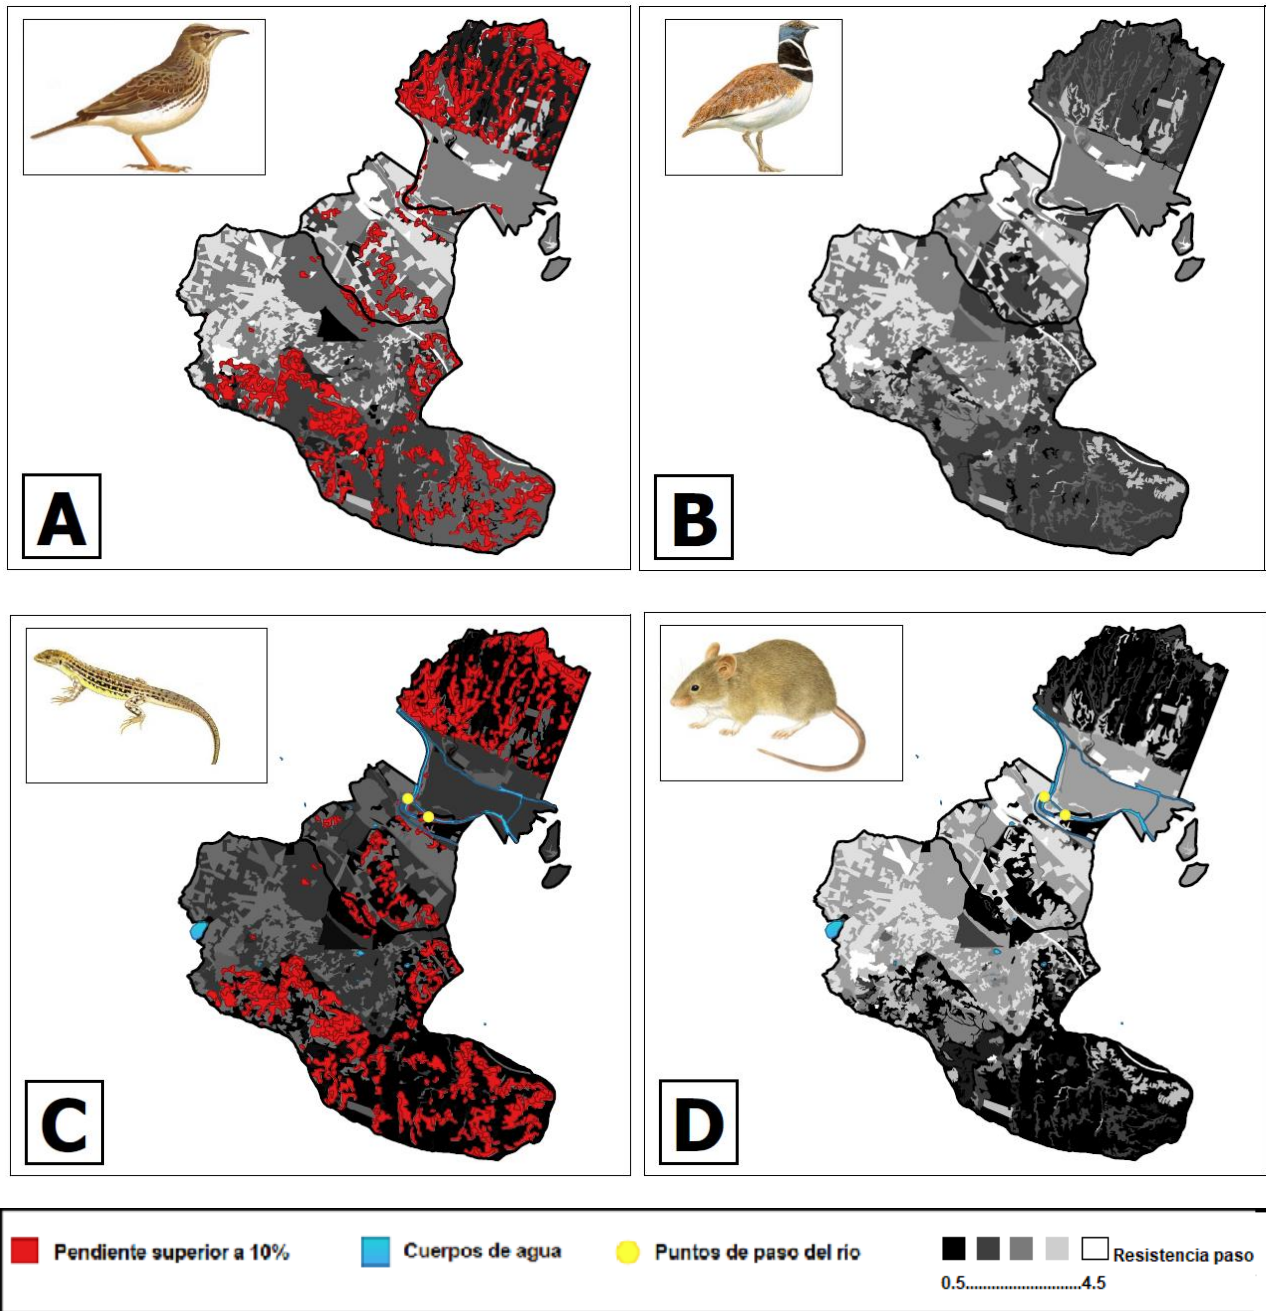 A
B
C
D
Pendiente superior a 10%
Cuerpos de agua
Puntos de paso del río
Resistencia paso
0.5...........................4.5